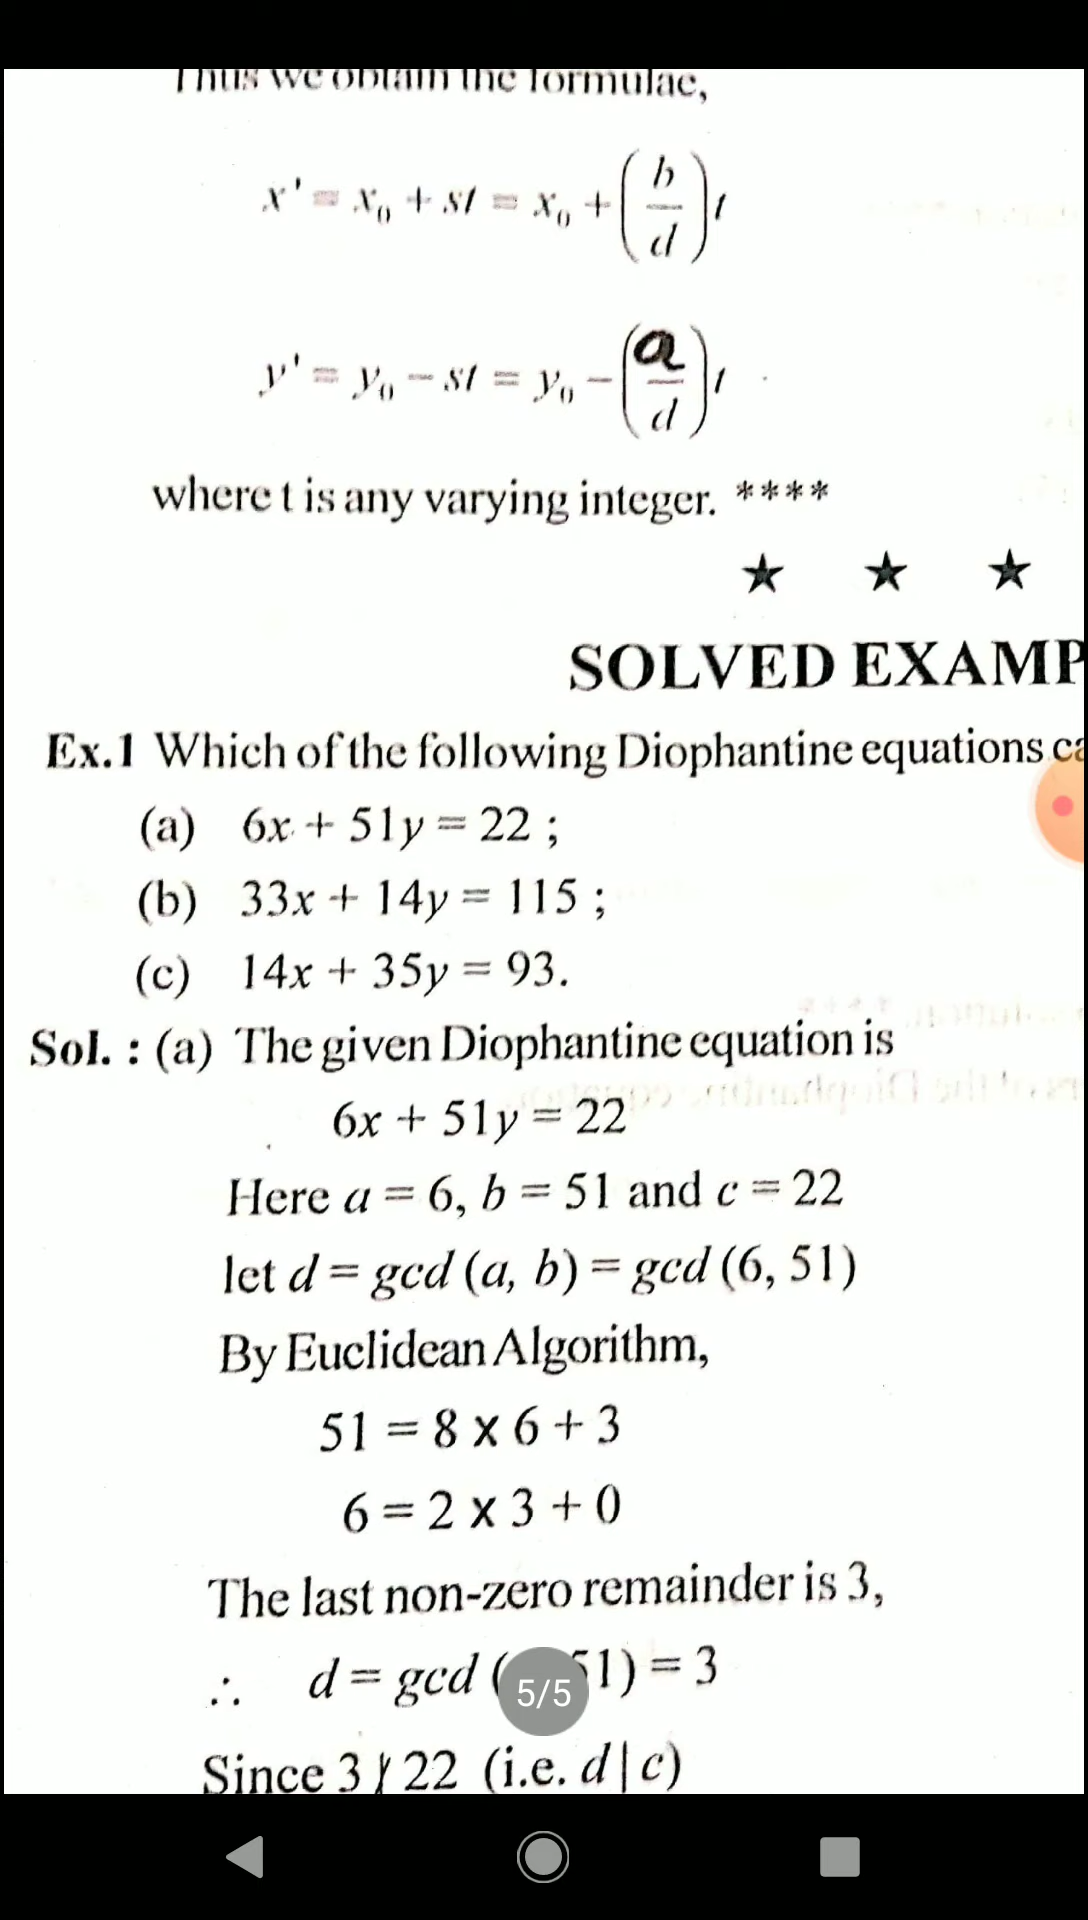 Thus we obtain the formulae,
x' = x₀ + st = x₀ + (b/d) t
y' = y₀ − st = y₀ − (a/d) t
where t is any varying integer. ****
★ ★ ★
SOLVED EXAMP
Ex.1 Which of the following Diophantine equations ca
(a) 6x + 51y = 22 ;
(b) 33x + 14y = 115 ;
(c) 14x + 35y = 93.
Sol. : (a) The given Diophantine equation is
6x + 51y = 22
Here a = 6, b = 51 and c = 22
let d = gcd (a, b) = gcd (6, 51)
By Euclidean Algorithm,
51 = 8 x 6 + 3
6 = 2 x 3 + 0
The last non-zero remainder is 3,
∴ d = gcd ( 51) = 3
5/5
Since 3 ∤ 22 (i.e. d | c)